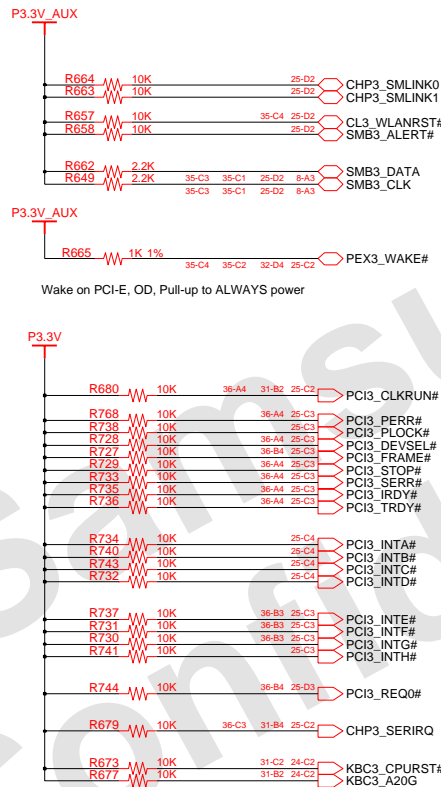 P3.3V_AUX
R664 10K 25-D2 CHP3_SMLINK0
R663 10K 25-D2 CHP3_SMLINK1
R657 10K 35-C4 25-D2 CL3_WLANRST#
R658 10K 25-D2 SMB3_ALERT#
R662 2.2K 35-C3 35-C1 25-D2 8-A3 SMB3_DATA
R649 2.2K 35-C3 35-C1 25-D2 8-A3 SMB3_CLK
P3.3V_AUX
R665 1K 1% 35-C4 35-C2 32-D4 25-C2 PEX3_WAKE#
Wake on PCI-E, OD, Pull-up to ALWAYS power
P3.3V
R680 10K 36-A4 31-B2 25-C2 PCI3_CLKRUN#
R768 10K 36-A4 25-C3 PCI3_PERR#
R738 10K 25-C3 PCI3_PLOCK#
R728 10K 36-A4 25-C3 PCI3_DEVSEL#
R727 10K 36-B4 25-C3 PCI3_FRAME#
R729 10K 36-A4 25-C3 PCI3_STOP#
R733 10K 36-A4 25-C3 PCI3_SERR#
R735 10K 36-A4 25-C3 PCI3_IRDY#
R736 10K 36-A4 25-C3 PCI3_TRDY#
R734 10K 25-C4 PCI3_INTA#
R740 10K 25-C4 PCI3_INTB#
R743 10K 25-C4 PCI3_INTC#
R732 10K 25-C4 PCI3_INTD#
R737 10K 36-B3 25-C3 PCI3_INTE#
R731 10K 36-B3 25-C3 PCI3_INTF#
R730 10K 36-B3 25-C3 PCI3_INTG#
R741 10K 25-C3 PCI3_INTH#
R744 10K 36-B4 25-D3 PCI3_REQ0#
R679 10K 36-C3 31-B4 25-C2 CHP3_SERIRQ
R673 10K 31-C2 24-C2 KBC3_CPURST#
R677 10K 31-B2 24-C2 KBC3_A20G